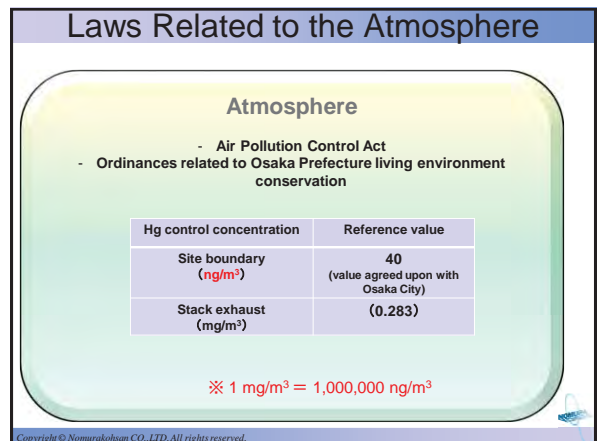 Laws Related to the Atmosphere
Atmosphere
- Air Pollution Control Act
- Ordinances related to Osaka Prefecture living environment
conservation
Hg control concentration Reference value
Site boundary
（ng/m³）
40
(value agreed upon with
Osaka City)
Stack exhaust
（mg/m³）
（0.283）
※ 1 mg/m³ ＝ 1,000,000 ng/m³
Copyright © Nomurakohsan CO.,LTD. All rights reserved.